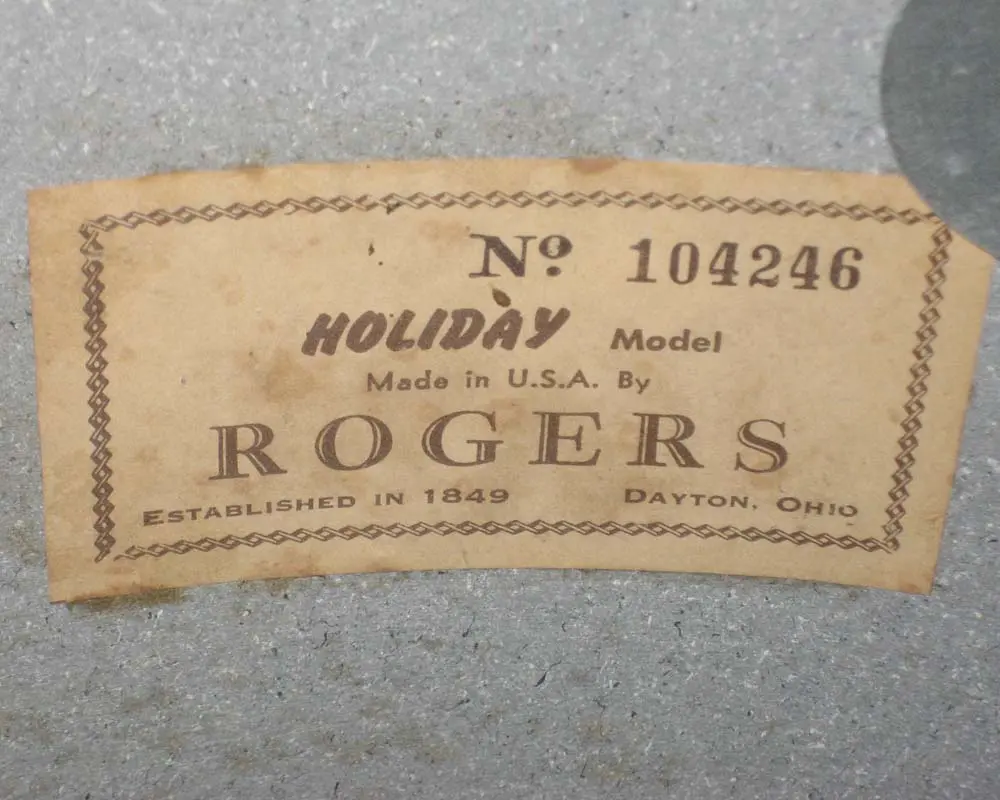 Nº 104246
HOLIDAY Model
Made in U.S.A. By
ROGERS
ESTABLISHED IN 1849 DAYTON, OHIO